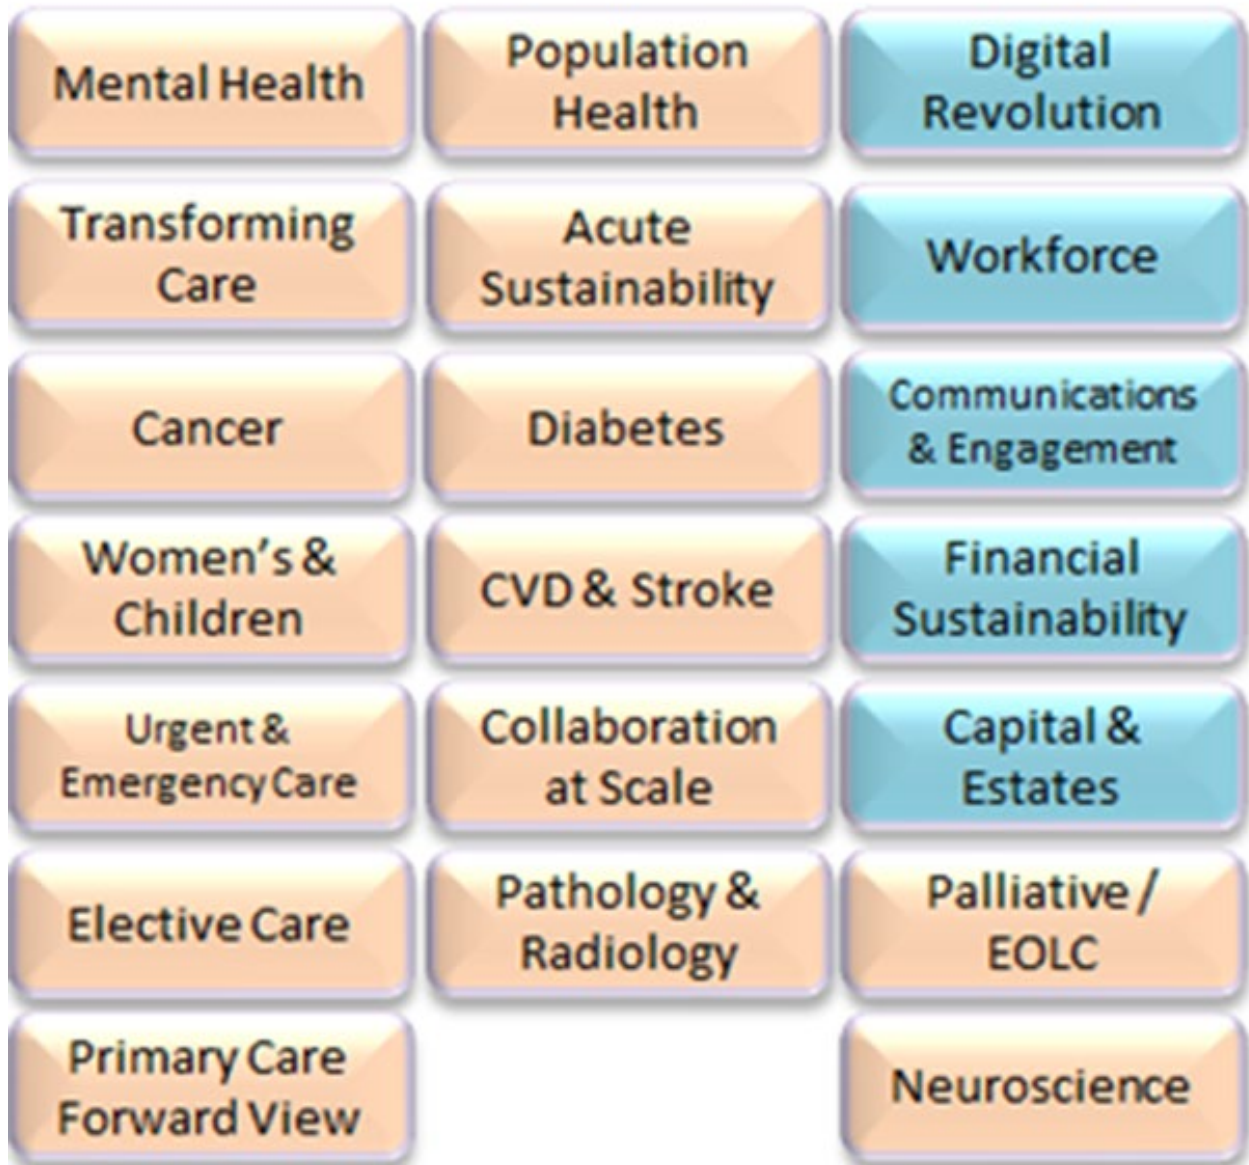 Mental Health
Population
Health
Digital
Revolution
Transforming
Care
Acute
Sustainability
Workforce
Cancer
Diabetes
Communications
& Engagement
Women's &
Children
CVD & Stroke
Financial
Sustainability
Urgent &
Emergency Care
Collaboration
at Scale
Capital &
Estates
Elective Care
Pathology &
Radiology
Palliative /
EOLC
Primary Care
Forward View
Neuroscience